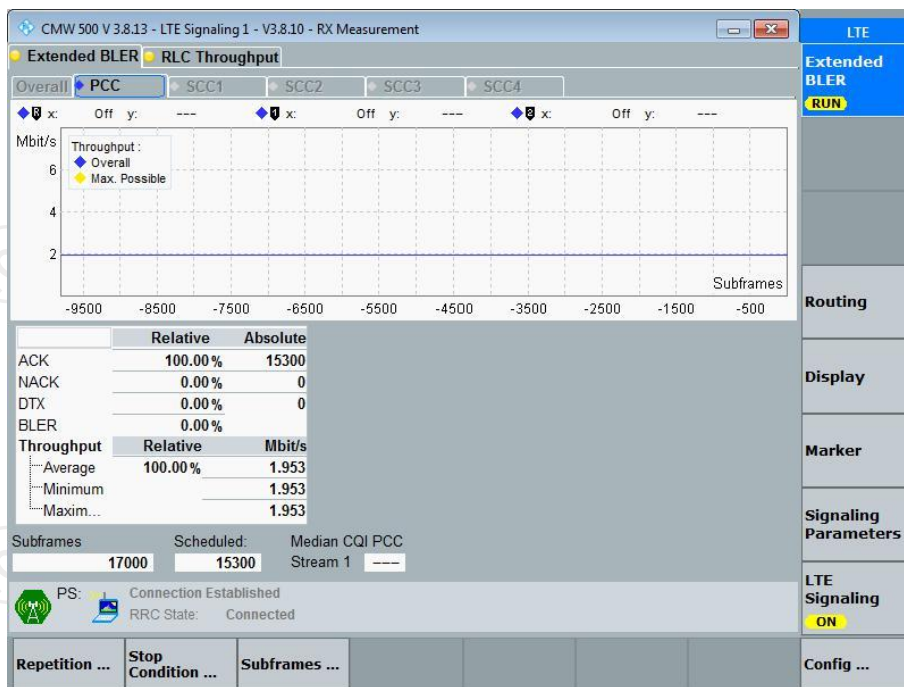 CMW 500 V 3.8.13 - LTE Signaling 1 - V3.8.10 - RX Measurement
LTE
Extended BLER RLC Throughput
Extended
BLER
RUN
Overall PCC SCC1 SCC2 SCC3 SCC4
R x: Off y: --- 1 x: Off y: --- 2 x: Off y: ---
Mbit/s
Throughput :
Overall
Max. Possible
6
4
2
Subframes
-9500 -8500 -7500 -6500 -5500 -4500 -3500 -2500 -1500 -500
Routing
Relative Absolute
ACK 100.00 % 15300
NACK 0.00 % 0
DTX 0.00 % 0
BLER 0.00 %
Throughput Relative Mbit/s
Average 100.00 % 1.953
Minimum 1.953
Maxim... 1.953
Display
Marker
Signaling
Parameters
Subframes Scheduled: Median CQI PCC
17000 15300 Stream 1 ---
PS: Connection Established
RRC State: Connected
LTE
Signaling
ON
Repetition ... Stop Condition ... Subframes ... Config ...